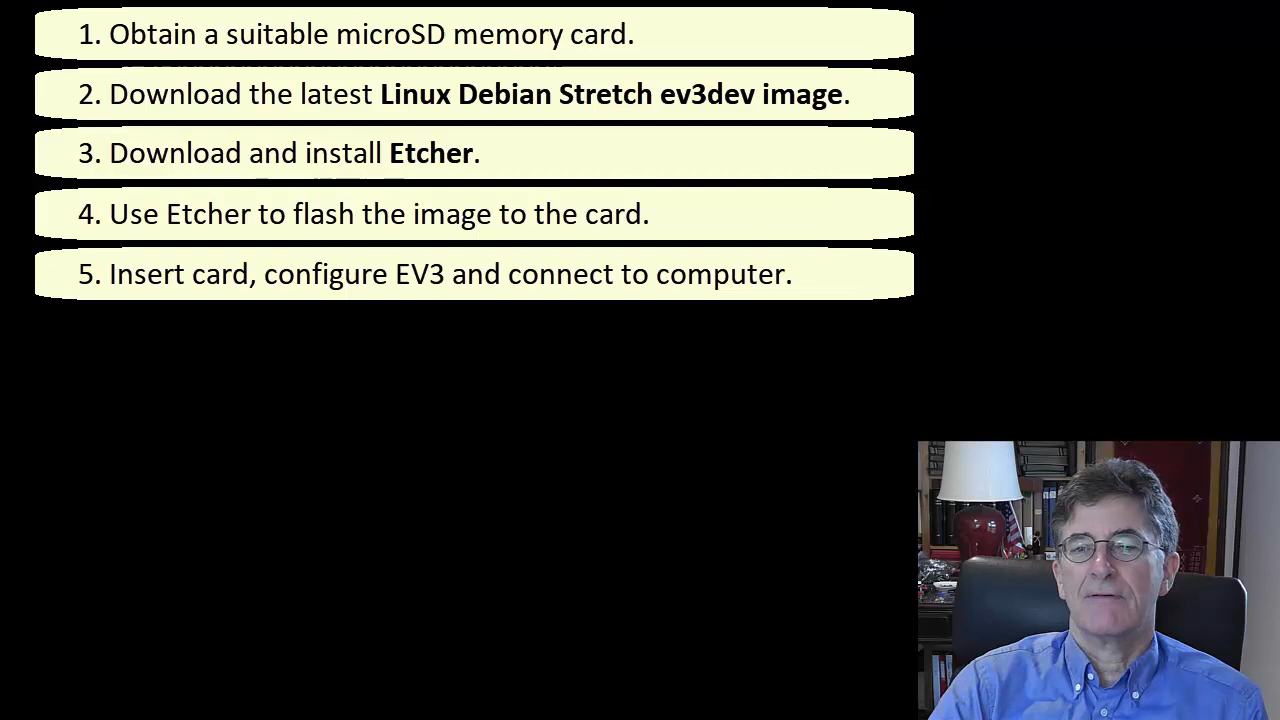 1. Obtain a suitable microSD memory card.
2. Download the latest Linux Debian Stretch ev3dev image.
3. Download and install Etcher.
4. Use Etcher to flash the image to the card.
5. Insert card, configure EV3 and connect to computer.